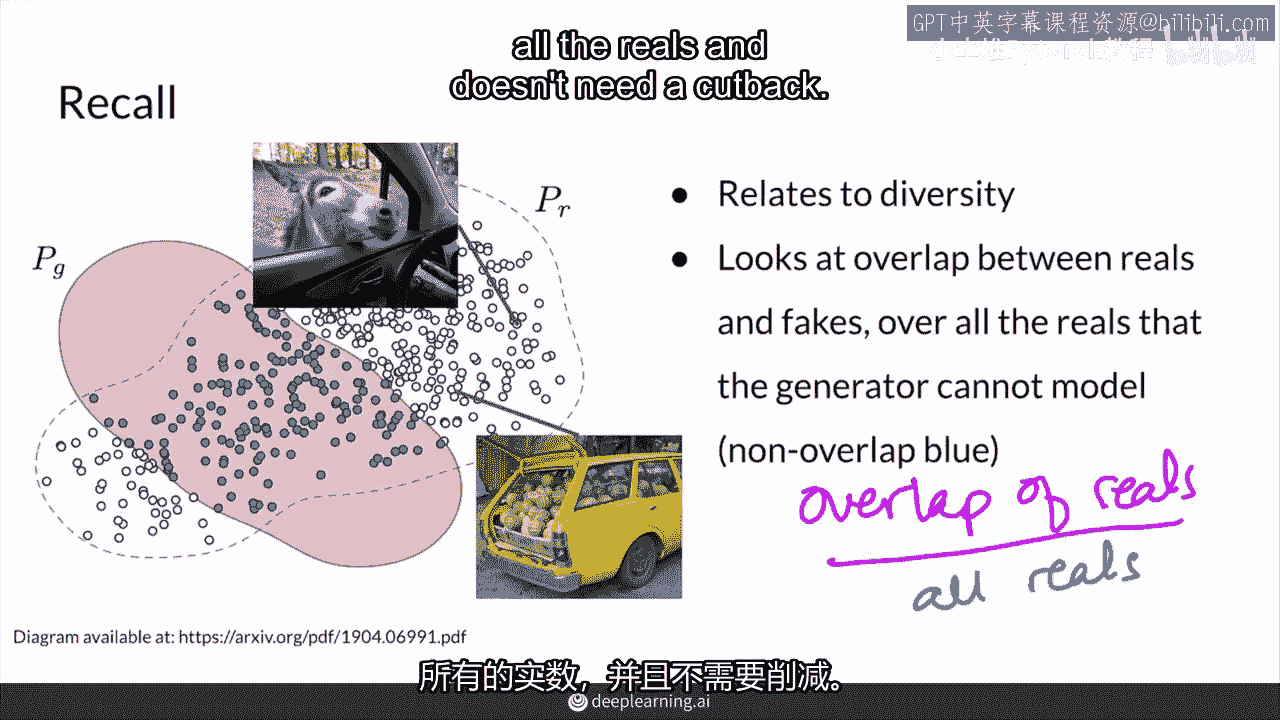 GPT中英字幕课程资源@bilibili.com
all the reals and
doesn't need a cutback.
Recall
Pr
Pg
● Relates to diversity
● Looks at overlap between reals
and fakes, over all the reals that
the generator cannot model
(non-overlap blue)
overlap of reals
all reals
Diagram available at: https://arxiv.org/pdf/1904.06991.pdf
所有的实数，并且不需要削减。
deeplearning.ai